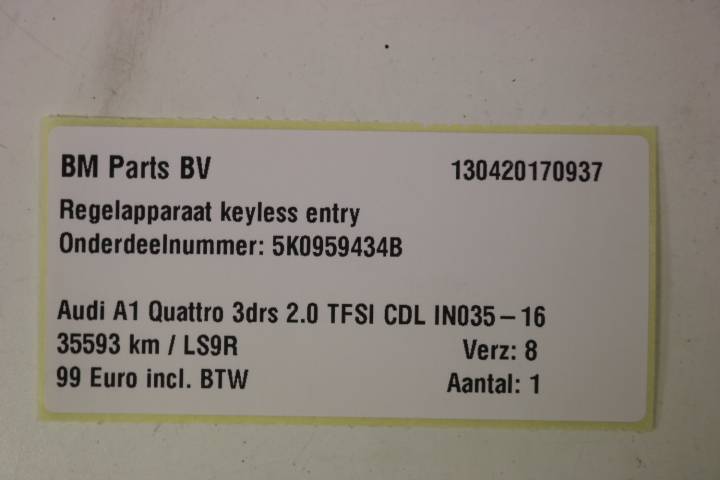 BM Parts BV 130420170937
Regelapparaat keyless entry
Onderdeelnummer: 5K0959434B
Audi A1 Quattro 3drs 2.0 TFSI CDL IN035-16
35593 km / LS9R Verz: 8
99 Euro incl. BTW Aantal: 1